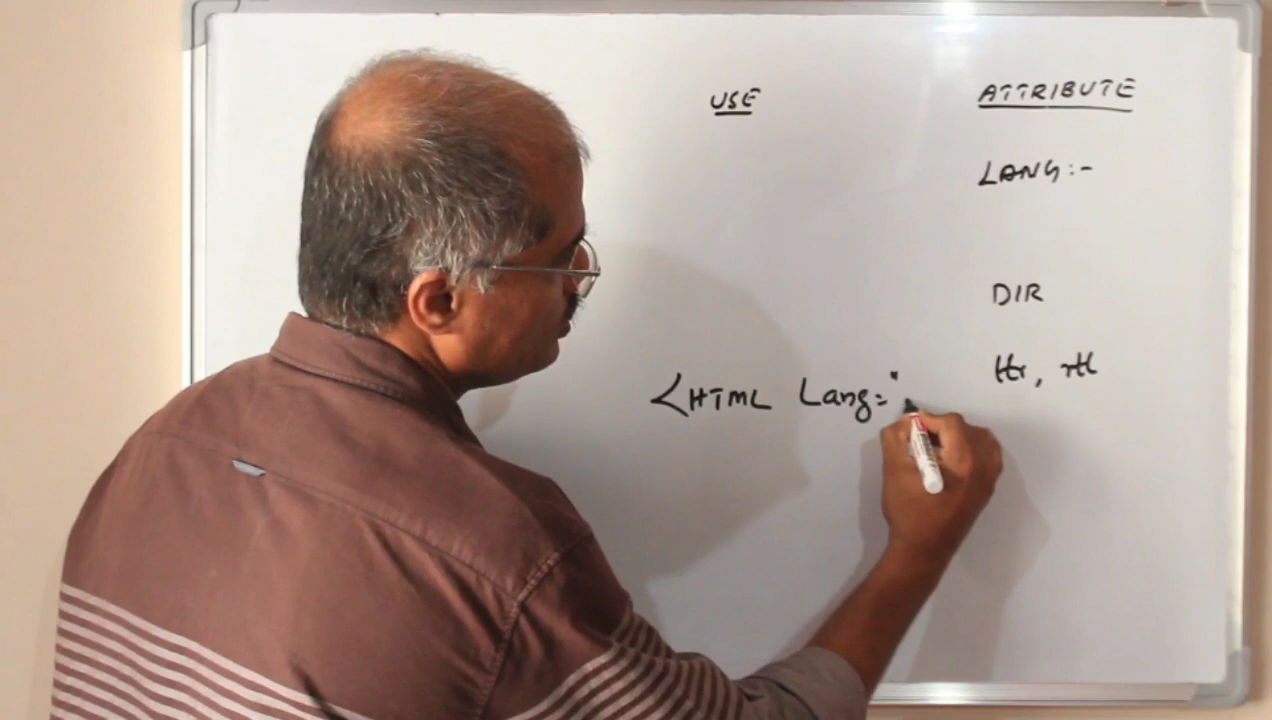 USE ATTRIBUTE
LANG:-
DIR
ltr, rtl
<HTML Lang="